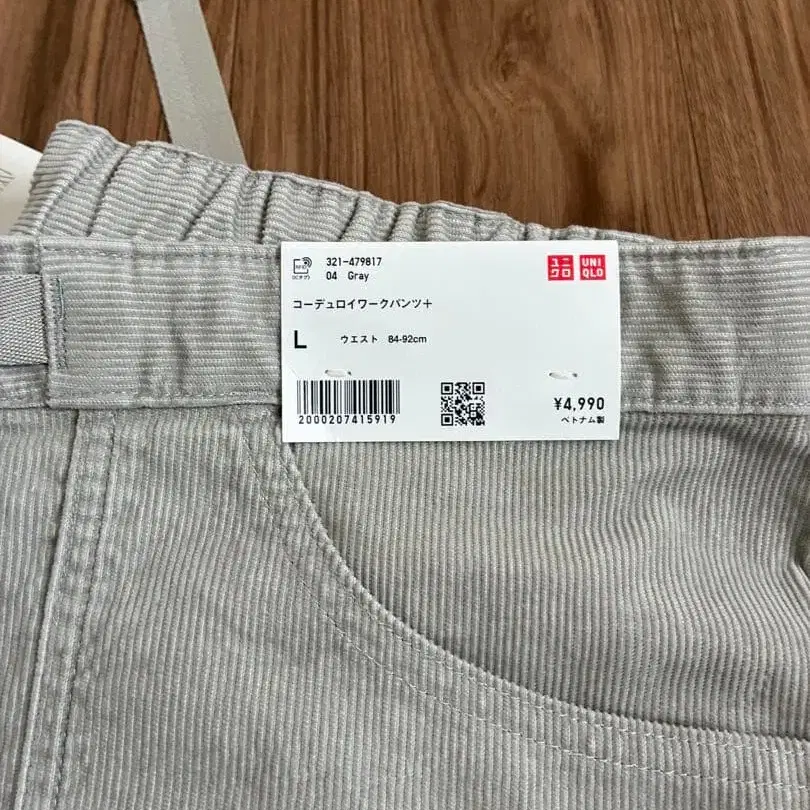 321-479817
04 Gray
ユニクロ UNIQLO
コーデュロイワークパンツ＋
L ウエスト 84-92cm
2000207415919
¥4,990
ベトナム製